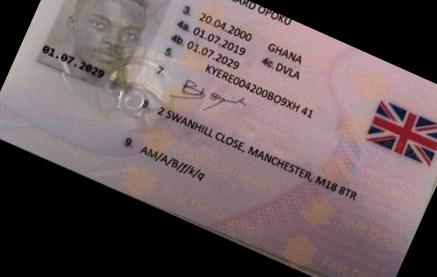 ARD OPOKU
3. 20.04.2000 GHANA
4a. 01.07.2019 4c. DVLA
4b. 01.07.2029
5. KYERE004200BO9XH 41
7.
01.07.2029
8. 2 SWANHILL CLOSE, MANCHESTER, M18 8TR
9. AM/A/B/f/k/q